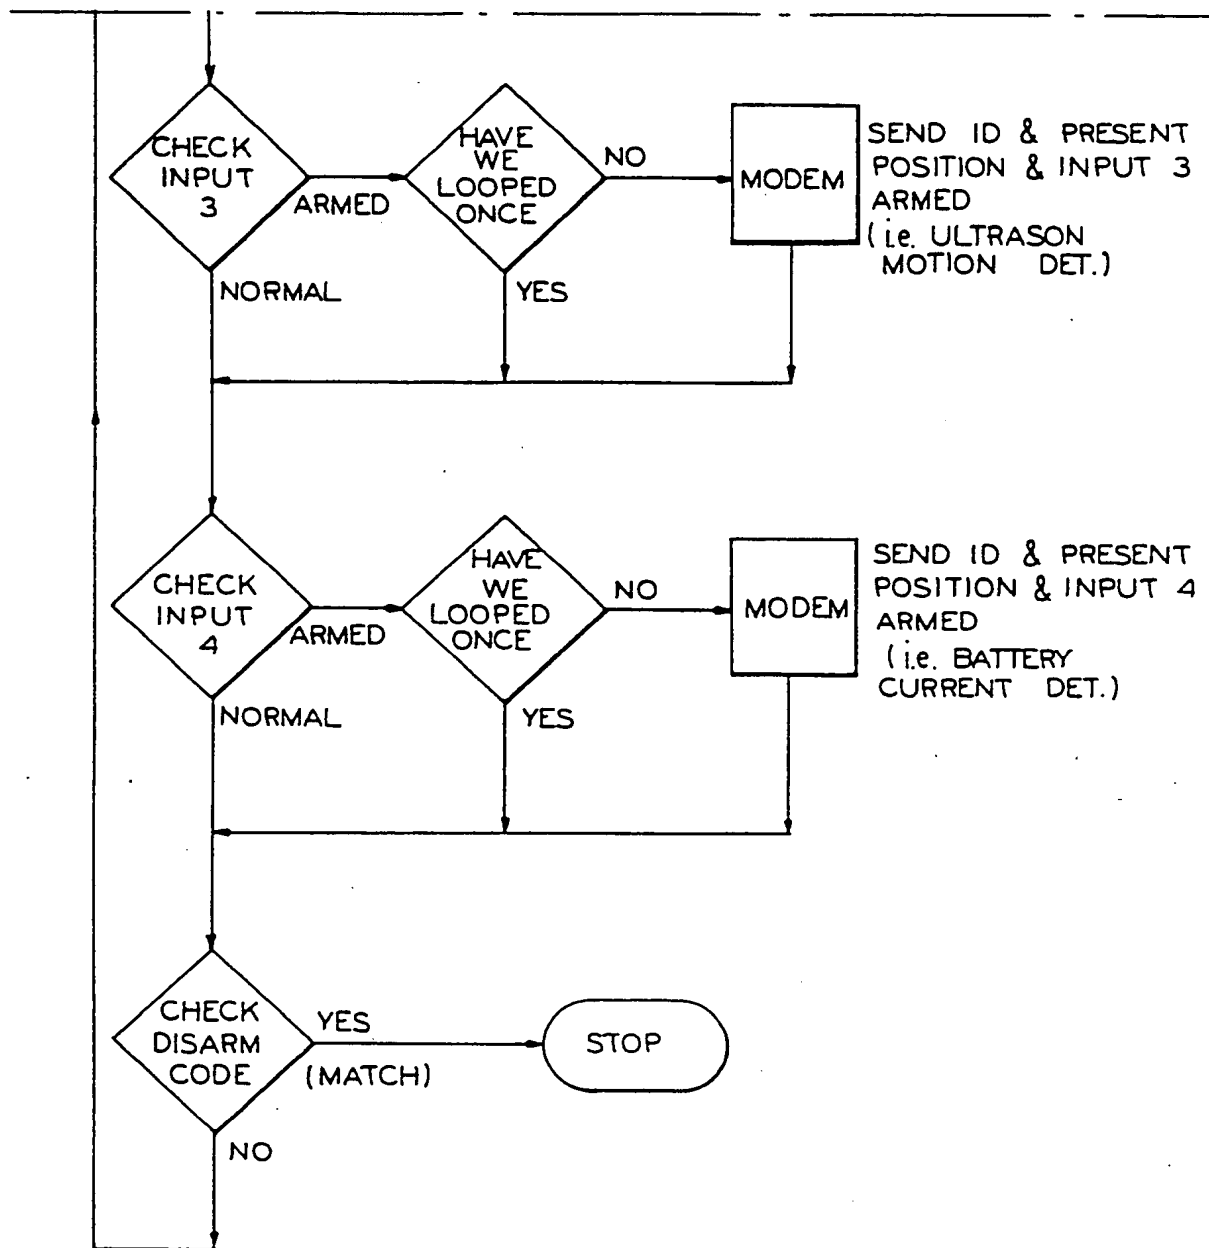 CHECK
INPUT
3
ARMED
NORMAL
HAVE
WE
LOOPED
ONCE
NO
YES
MODEM
SEND ID & PRESENT
POSITION & INPUT 3
ARMED
(i.e. ULTRASON
MOTION DET.)
CHECK
INPUT
4
ARMED
NORMAL
HAVE
WE
LOOPED
ONCE
NO
YES
MODEM
SEND ID & PRESENT
POSITION & INPUT 4
ARMED
(i.e. BATTERY
CURRENT DET.)
CHECK
DISARM
CODE
YES
(MATCH)
NO
STOP